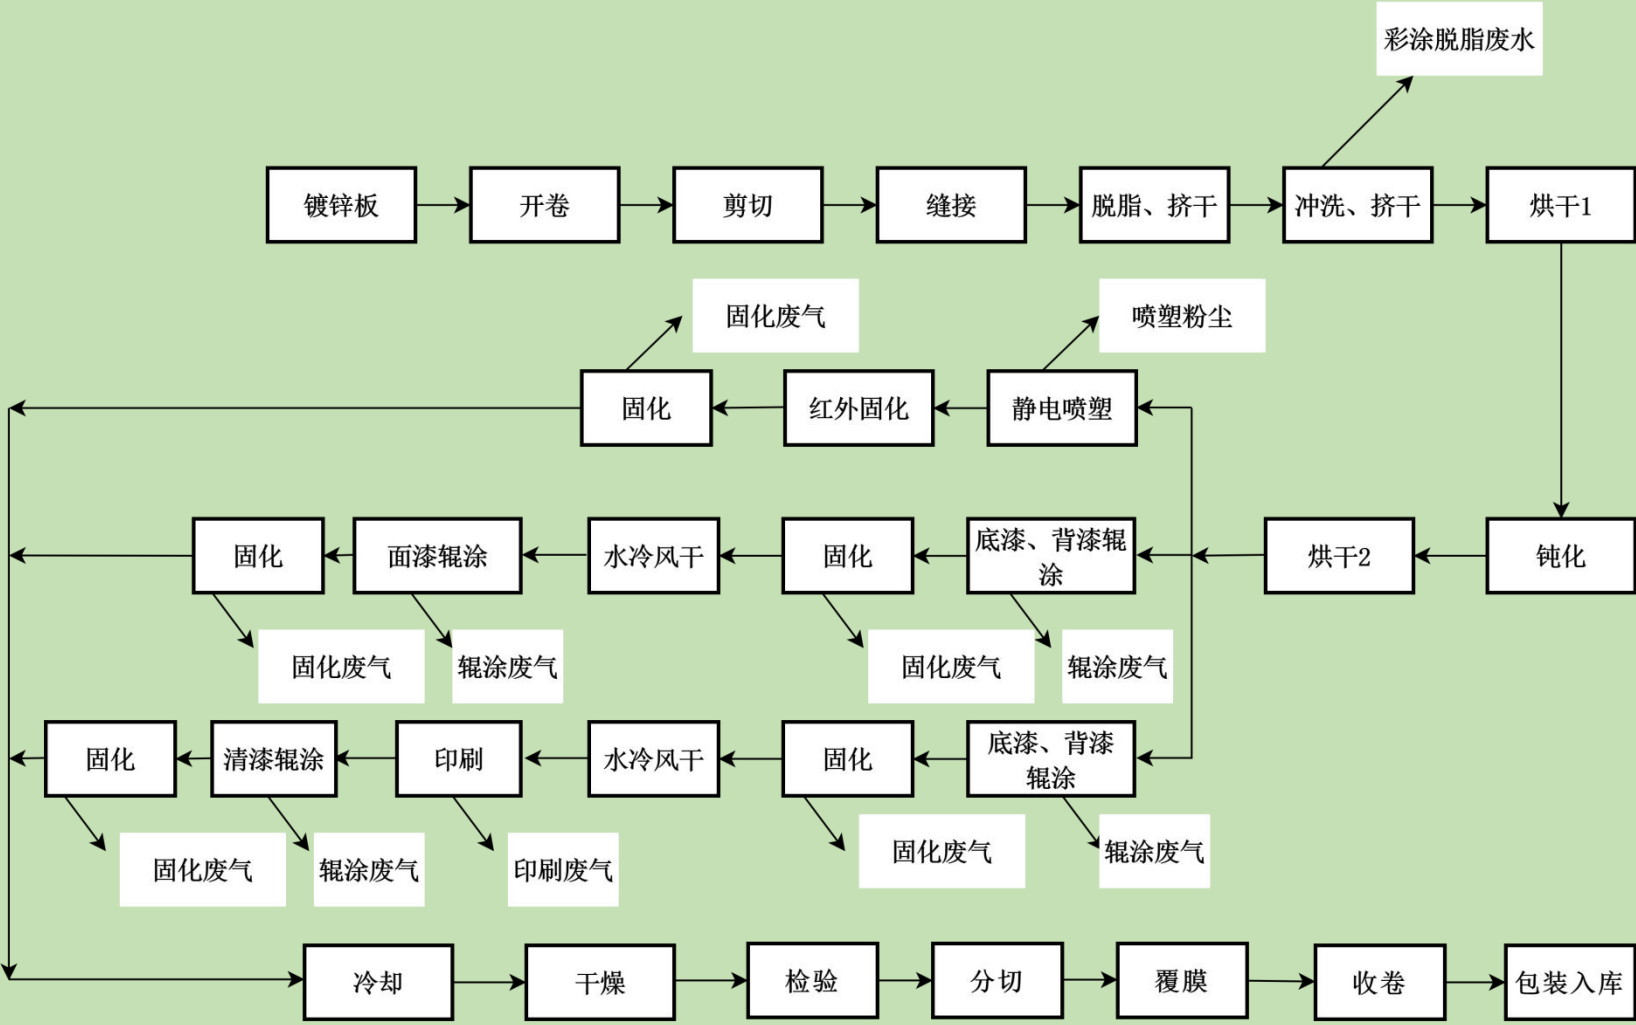 彩涂脱脂废水
镀锌板
开卷
剪切
缝接
脱脂、挤干
冲洗、挤干
烘干1
固化废气
喷塑粉尘
固化
红外固化
静电喷塑
固化
面漆辊涂
水冷风干
固化
底漆、背漆辊
涂
烘干2
钝化
固化废气
辊涂废气
固化废气
辊涂废气
固化
清漆辊涂
印刷
水冷风干
固化
底漆、背漆
辊涂
固化废气
辊涂废气
印刷废气
固化废气
辊涂废气
冷却
干燥
检验
分切
覆膜
收卷
包装入库